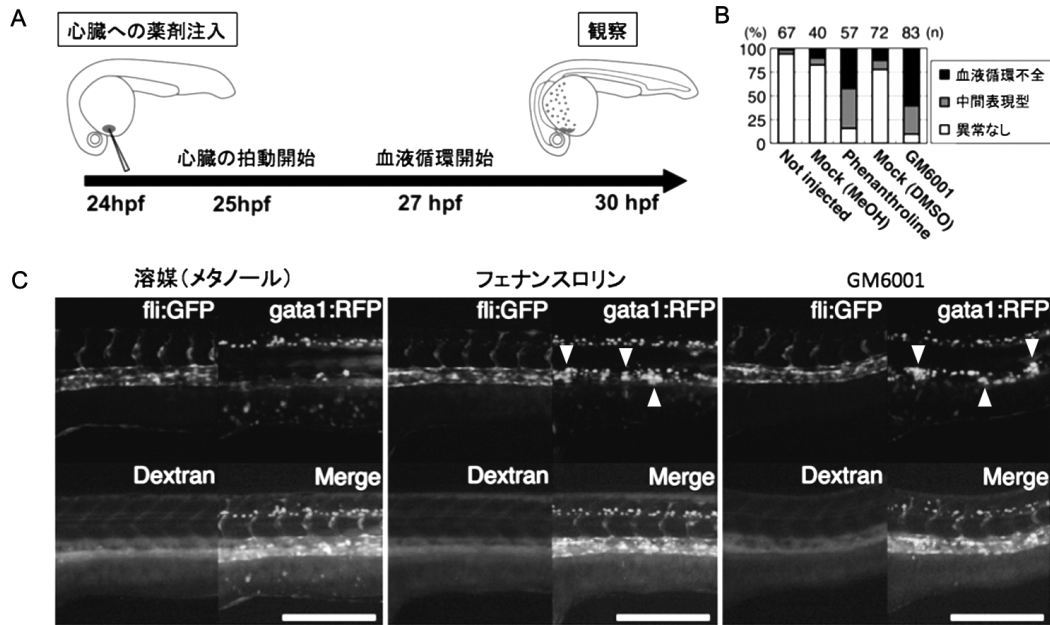 A
心臓への薬剤注入
観察
心臓の拍動開始
血液循環開始
24hpf
25hpf
27 hpf
30 hpf
B
(%) 67 40 57 72 83 (n)
100
75
50
25
0
血液循環不全
中間表現型
異常なし
Not injected
Mock (MeOH)
Phenanthroline
Mock (DMSO)
GM6001
C
溶媒(メタノール)
フェナンスロリン
GM6001
fli:GFP
gata1:RFP
fli:GFP
gata1:RFP
fli:GFP
gata1:RFP
Dextran
Merge
Dextran
Merge
Dextran
Merge